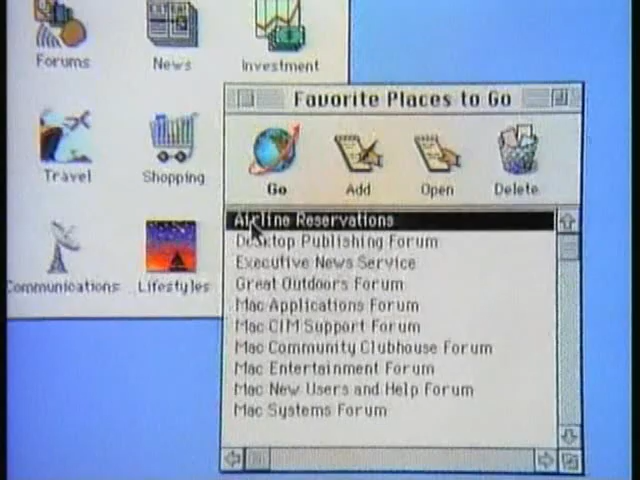 Forums
News
Investment
Travel
Shopping
Communications
Lifestyles
Favorite Places to Go
Go
Add
Open
Delete
Airline Reservations
Desktop Publishing Forum
Executive News Service
Great Outdoors Forum
Mac Applications Forum
Mac CIM Support Forum
Mac Community Clubhouse Forum
Mac Entertainment Forum
Mac New Users and Help Forum
Mac Systems Forum